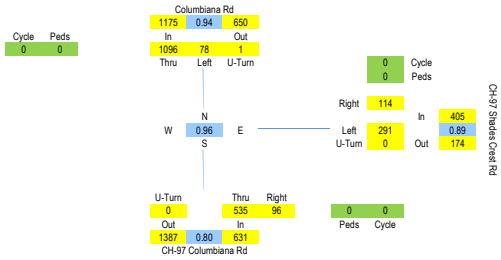 Columbiana Rd
1175 0.94 650
In Out
Cycle Peds
0 0
1096 78 1
Thru Left U-Turn
0 Cycle
0 Peds
Right 114
In 405
N
W 0.96 E
S
Left 291
0.89
U-Turn 0
Out 174
CH-97 Shades Crest Rd
U-Turn Thru Right
0 535 96
0 0
Out In
Peds Cycle
1387 0.80 631
CH-97 Columbiana Rd